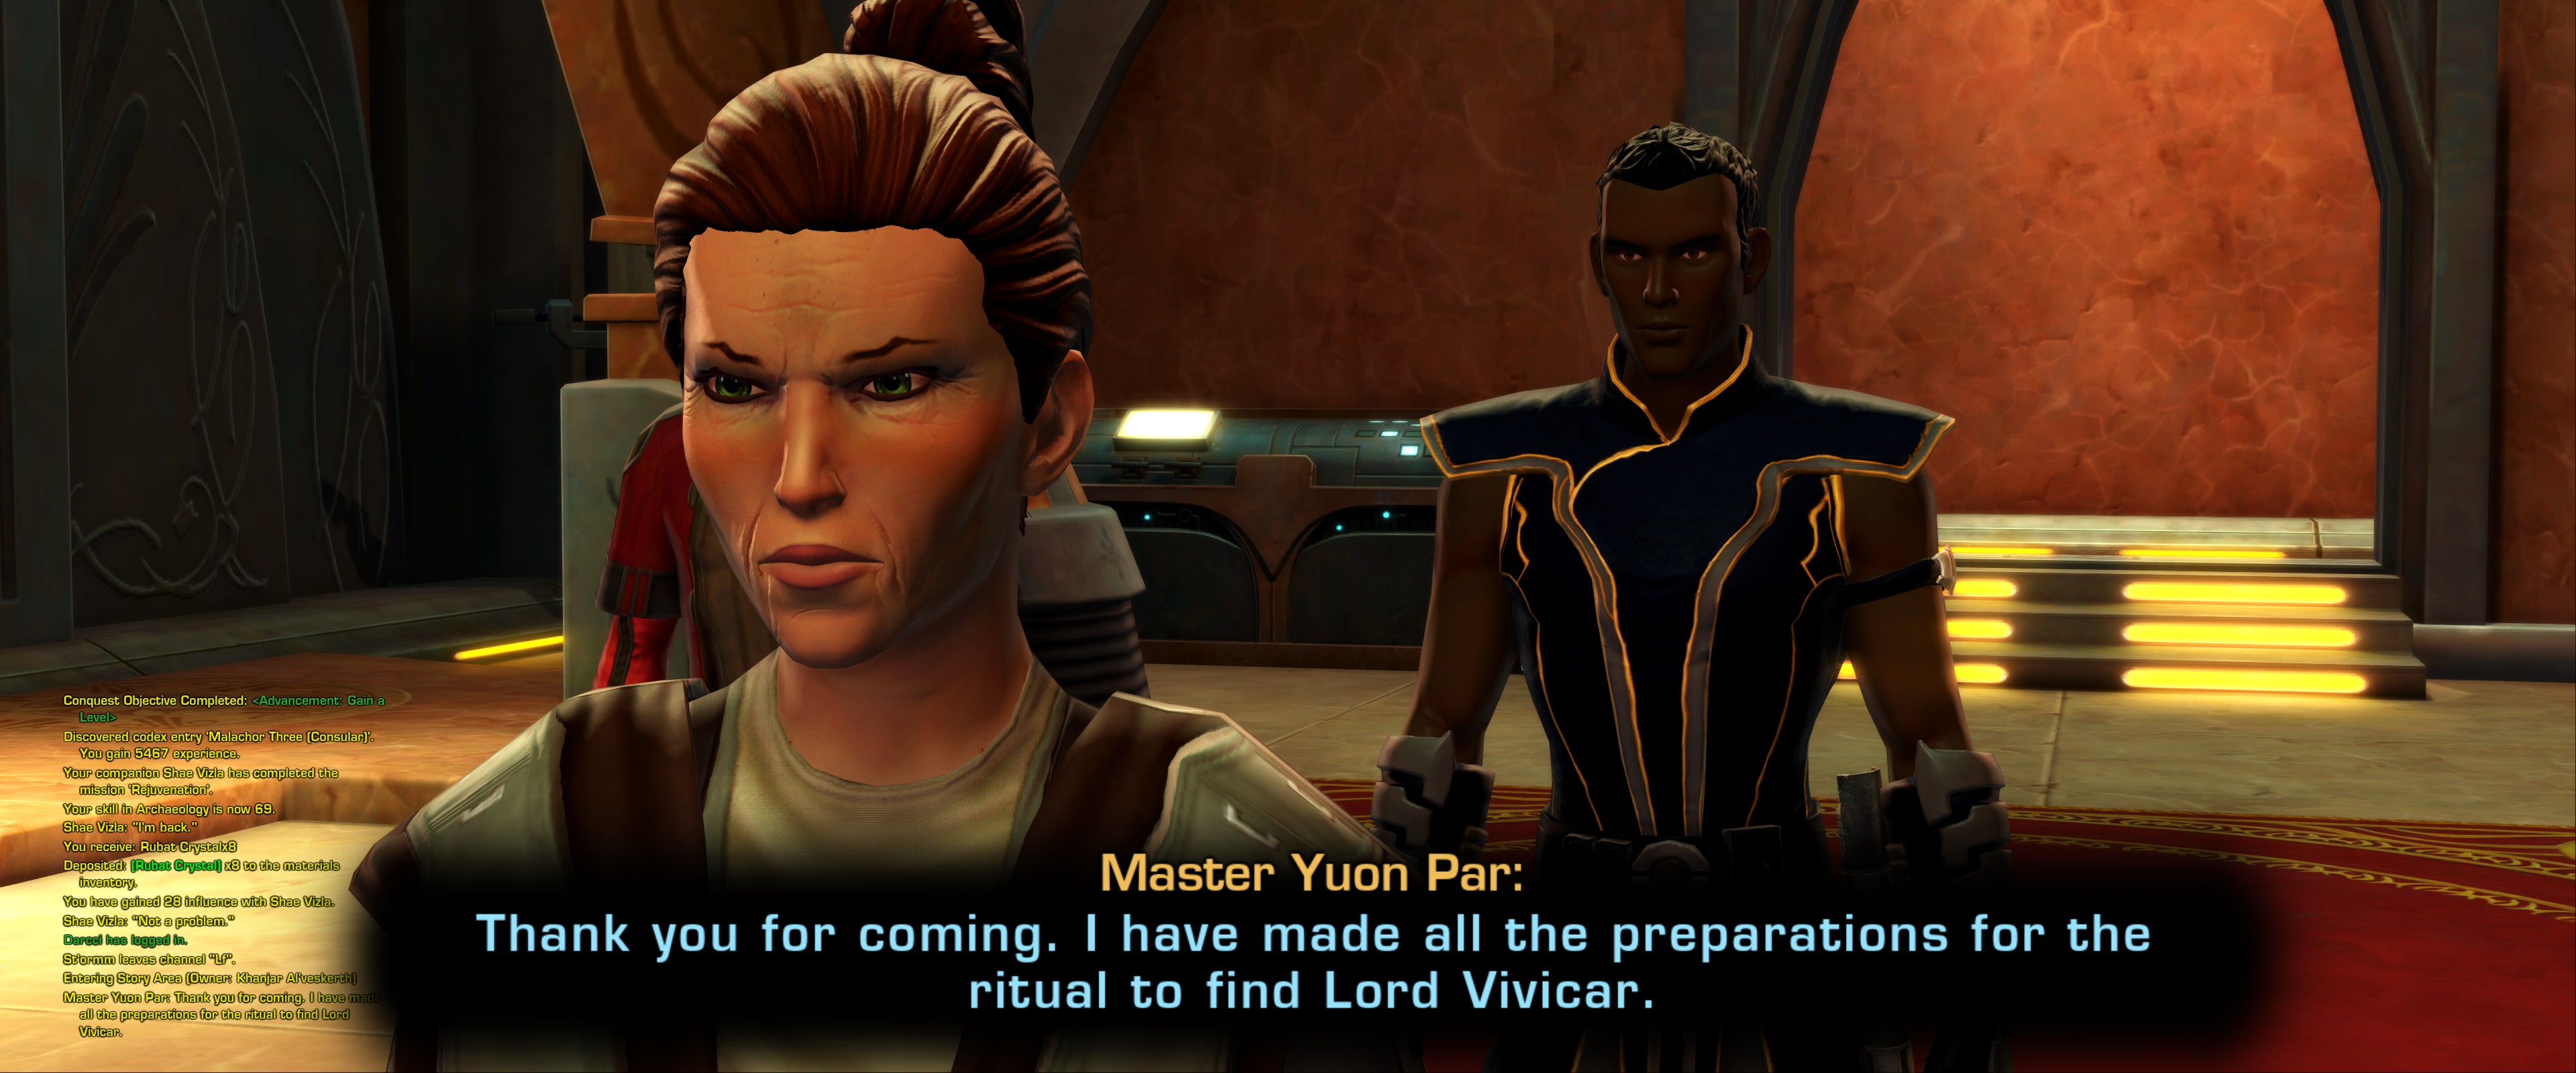 Conquest Objective Completed: <Advancement: Gain a
Level>
Discovered codex entry 'Malachor Three (Consular)'.
You gain 5467 experience.
Your companion Shae Vizla has completed the
mission 'Rejuvenation'.
Your skill in Archaeology is now 69.
Shae Vizla: "I'm back."
You receive: Rubat Crystalx8
Deposited: [Rubat Crystal] x8 to the materials
inventory.
You have gained 28 influence with Shae Vizla.
Shae Vizla: "Not a problem."
Darcci has logged in.
St'ormm leaves channel "Lf".
Entering Story Area (Owner: Khanjar Al'veskerth)
Master Yuon Par: Thank you for coming. I have made
all the preparations for the ritual to find Lord
Vivicar.
Master Yuon Par:
Thank you for coming. I have made all the preparations for the
ritual to find Lord Vivicar.